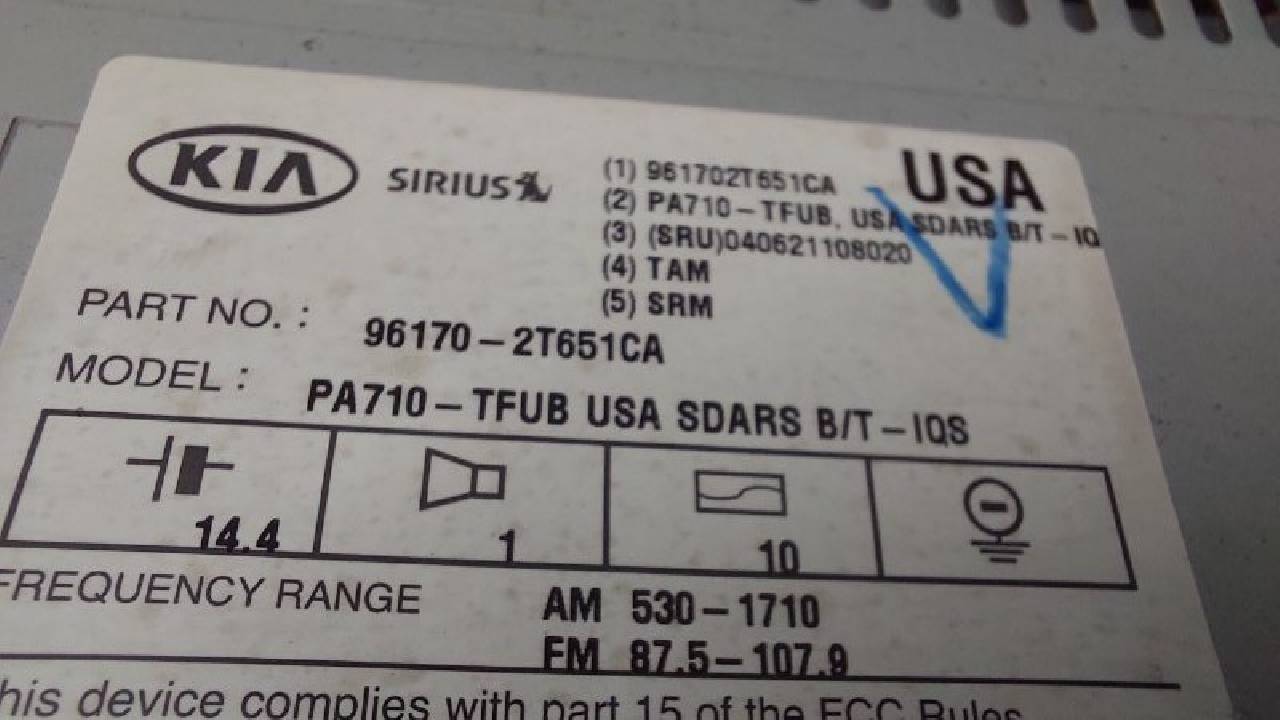 KIA SIRIUS
USA
(1) 961702T651CA
(2) PA710-TFUB, USA SDARS B/T-IQ
(3) (SRU)040621108020
(4) TAM
(5) SRM
PART NO. : 96170-2T651CA
MODEL : PA710-TFUB USA SDARS B/T-IQS
14.4 1 10
FREQUENCY RANGE AM 530-1710
FM 87.5-107.9
his device complies with part 15 of the FCC Rules